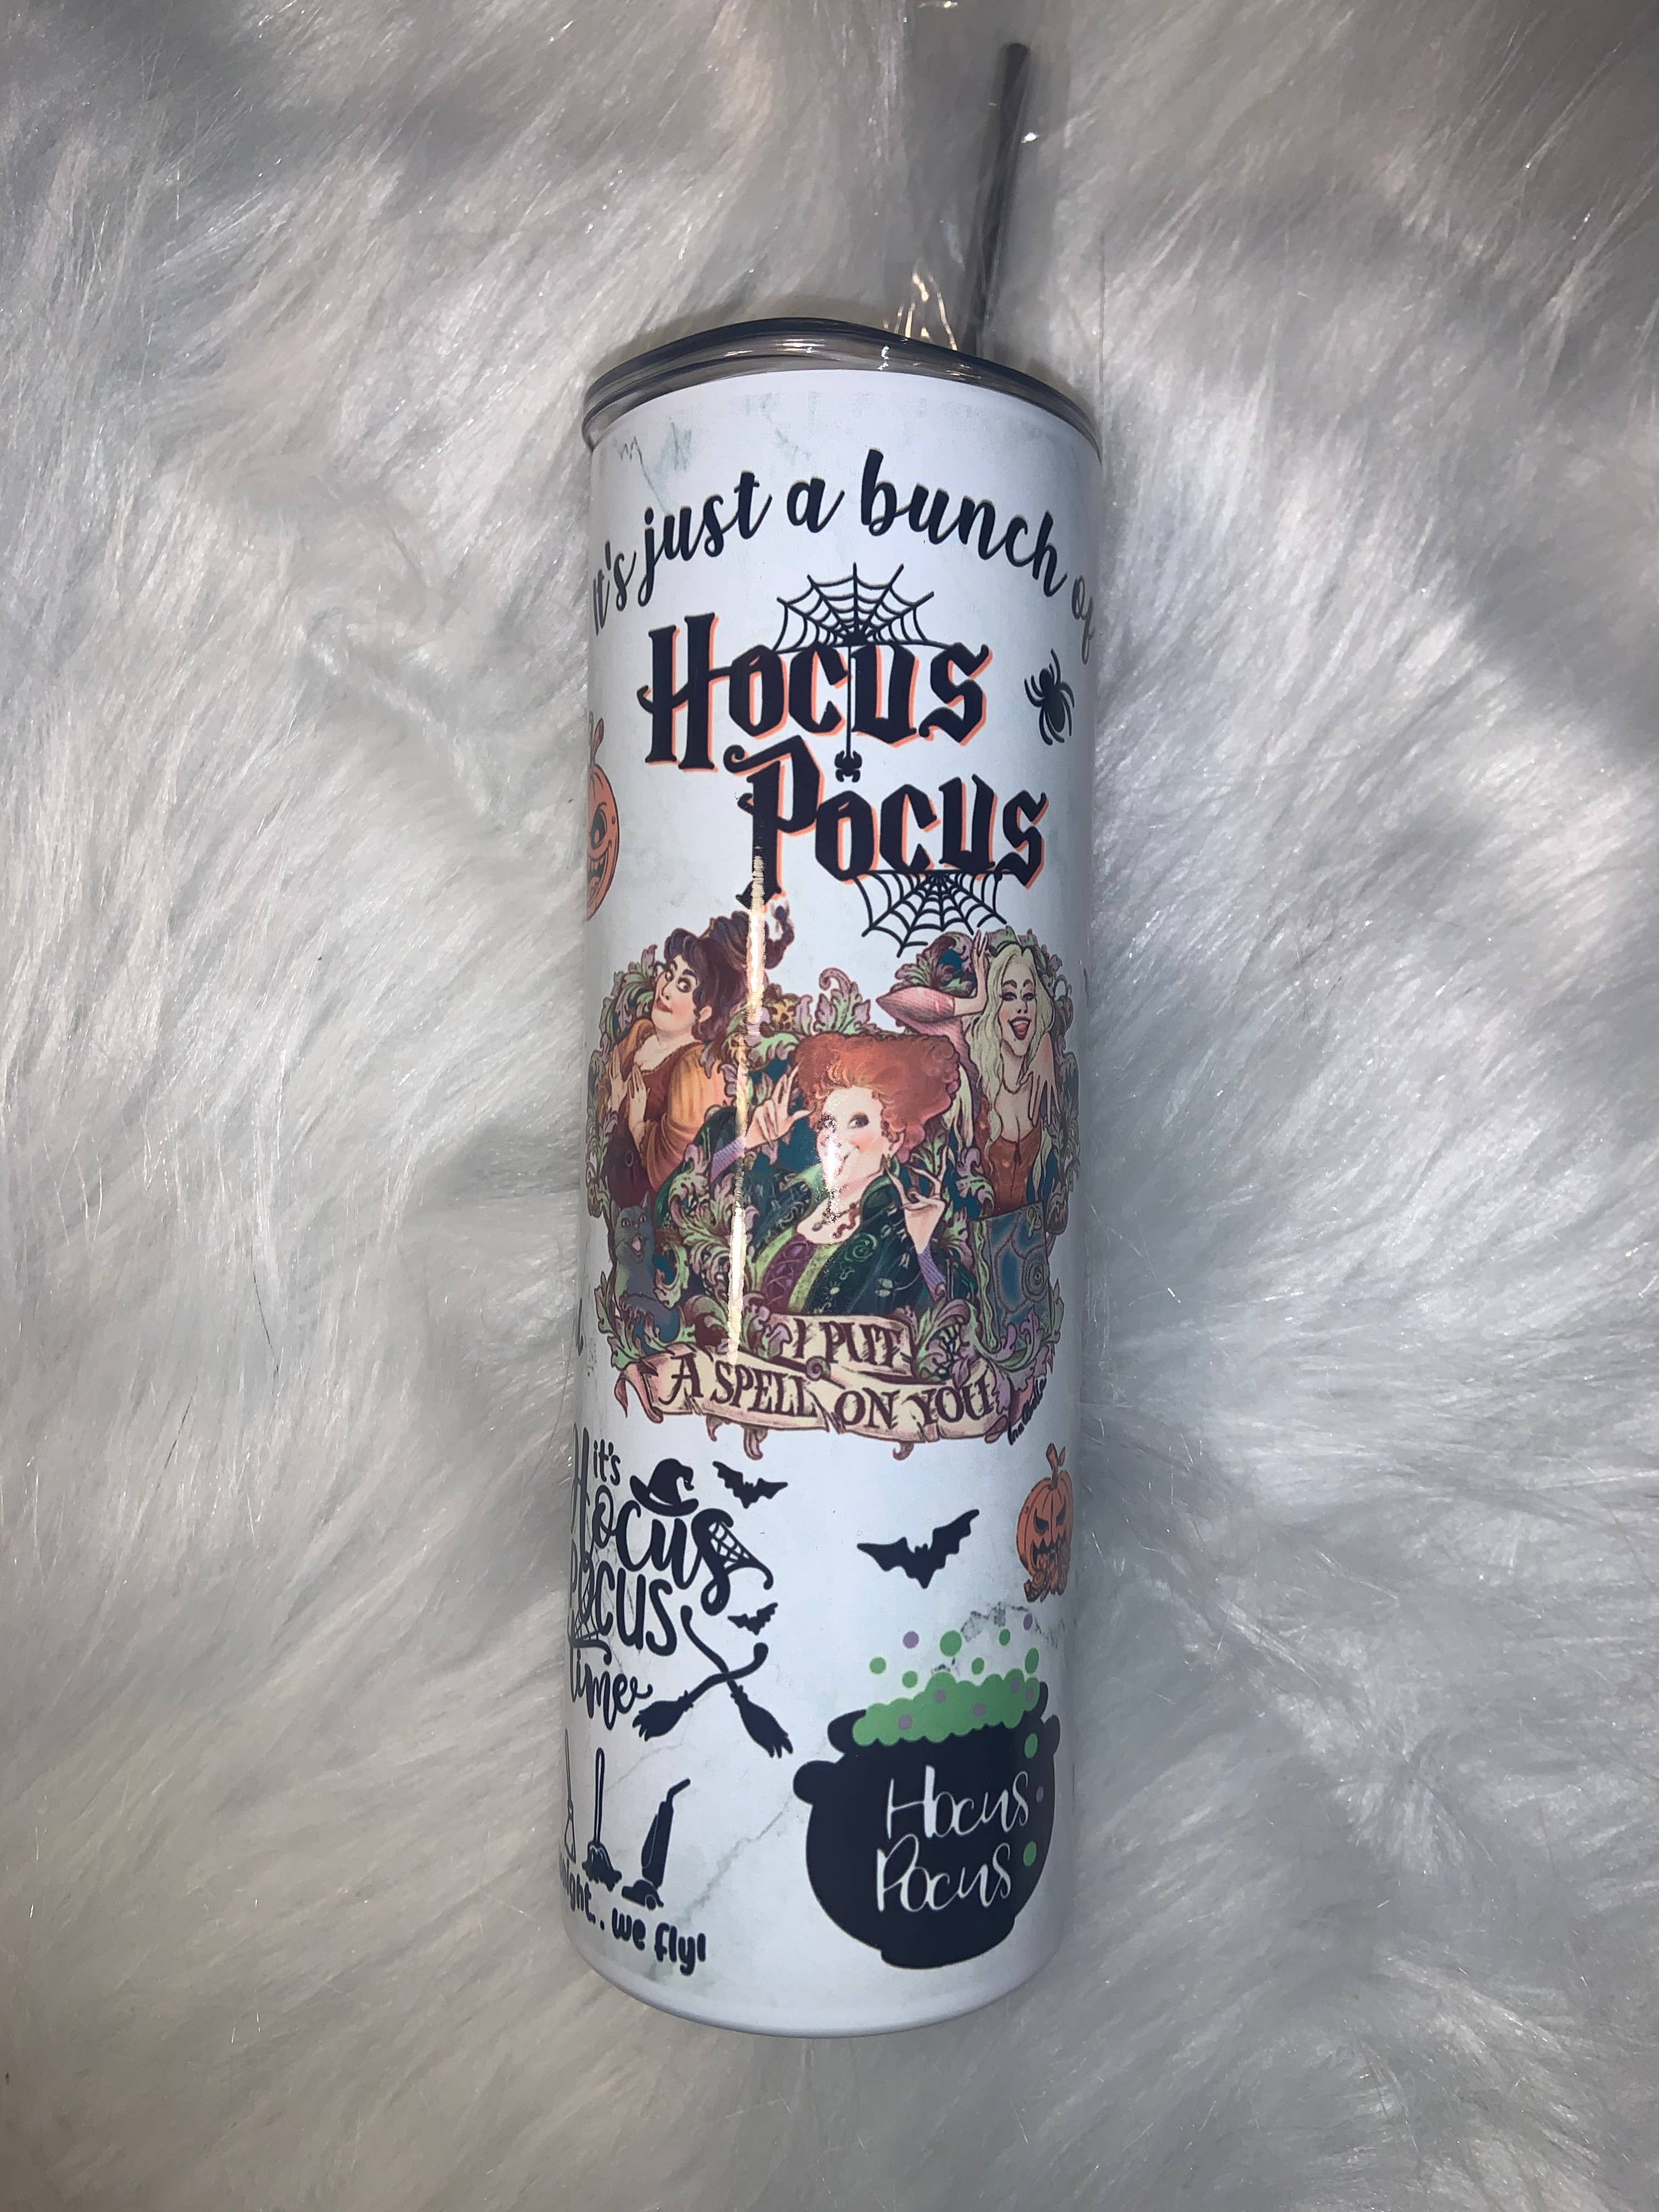 it's just a bunch of
Hocus
Pocus
I PUT
A SPELL ON YOU
it's
Hocus
Pocus
time
we fly!
Hocus
Pocus